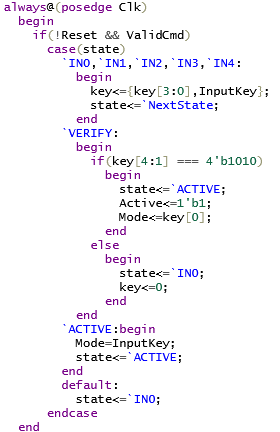 always@(posedge Clk)
begin
if(!Reset && ValidCmd)
case(state)
`IN0,`IN1,`IN2,`IN3,`IN4:
begin
key<={key[3:0],InputKey};
state<=`NextState;
end
`VERIFY:
begin
if(key[4:1] === 4'b1010)
begin
state<=`ACTIVE;
Active<=1'b1;
Mode<=key[0];
end
else
begin
state<=`IN0;
key<=0;
end
end
`ACTIVE:begin
Mode=InputKey;
state<=`ACTIVE;
end
default:
state<=`IN0;
endcase
end